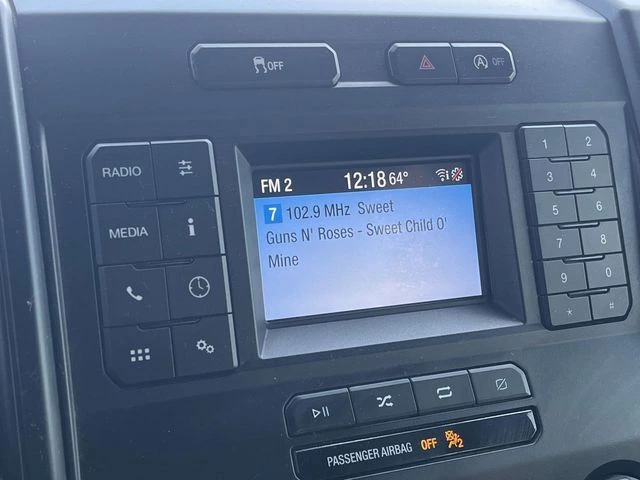 OFF
A OFF
RADIO
MEDIA
i
FM 2 12:18 64°
7 102.9 MHz Sweet
Guns N' Roses - Sweet Child O'
Mine
1 2
3 4
5 6
7 8
9 0
* #
PASSENGER AIRBAG OFF 2